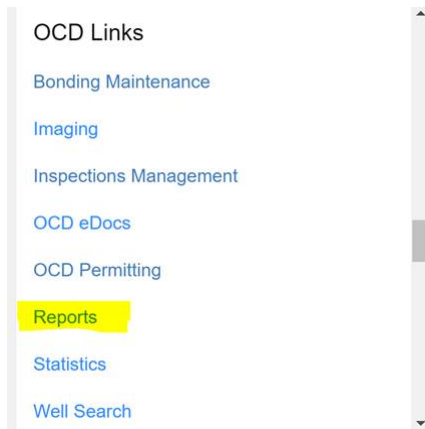 OCD Links
Bonding Maintenance
Imaging
Inspections Management
OCD eDocs
OCD Permitting
Reports
Statistics
Well Search